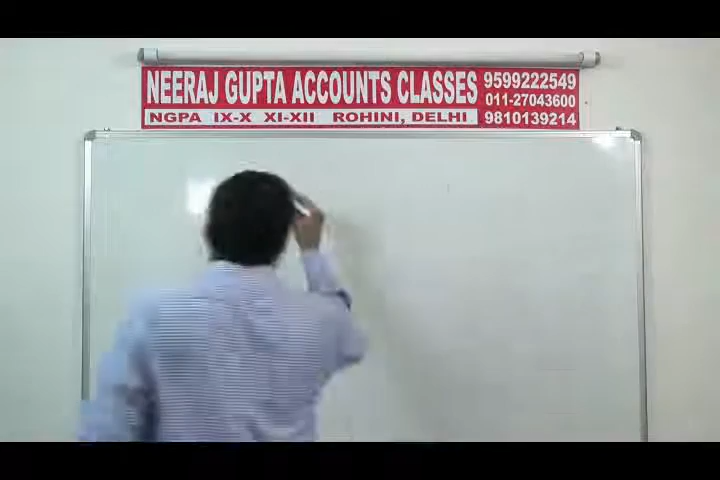 NEERAJ GUPTA ACCOUNTS CLASSES
NGPA IX-X XI-XII ROHINI, DELHI
9599222549
011-27043600
9810139214